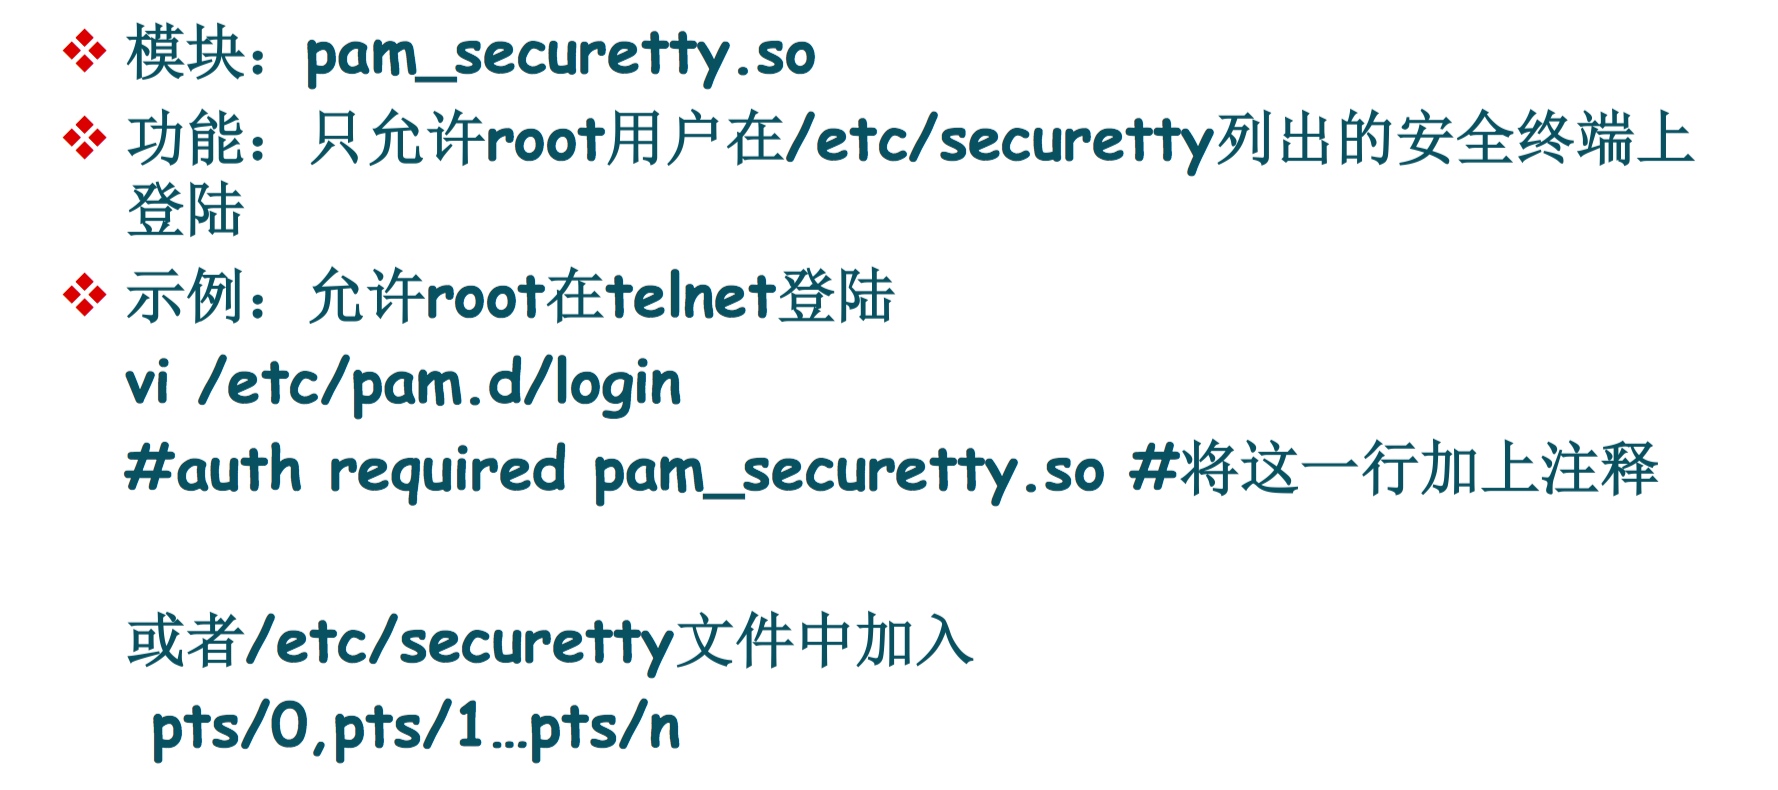 ❖ 模块：pam_securetty.so
❖ 功能：只允许root用户在/etc/securetty列出的安全终端上
登陆
❖ 示例：允许root在telnet登陆
vi /etc/pam.d/login
#auth required pam_securetty.so #将这一行加上注释
或者/etc/securetty文件中加入
pts/0,pts/1…pts/n